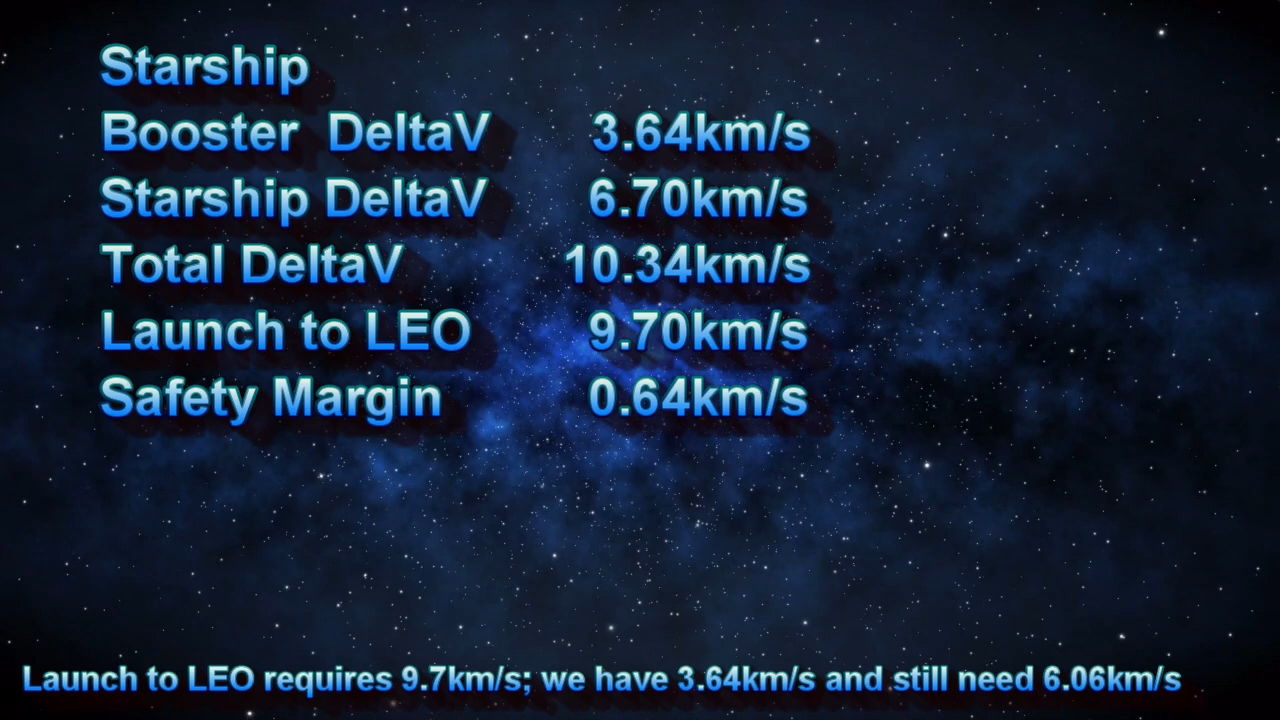 Starship
Booster DeltaV 3.64km/s
Starship DeltaV 6.70km/s
Total DeltaV 10.34km/s
Launch to LEO 9.70km/s
Safety Margin 0.64km/s
Launch to LEO requires 9.7km/s; we have 3.64km/s and still need 6.06km/s